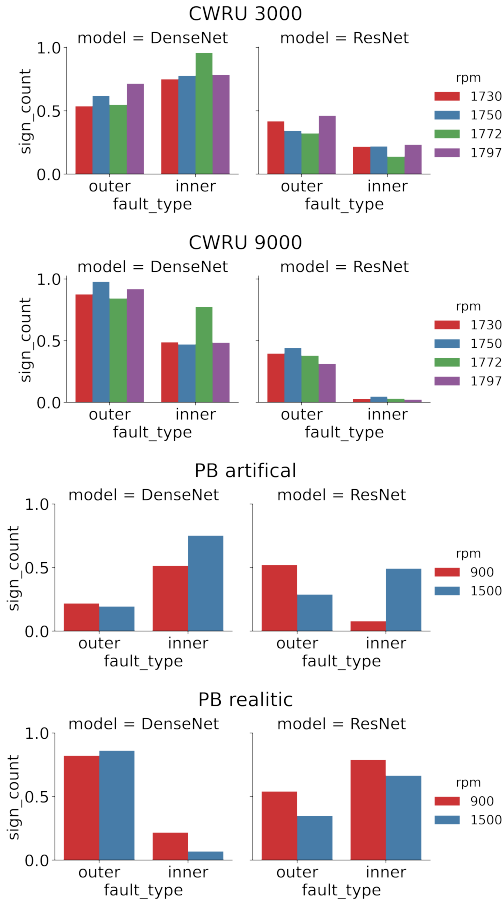 CWRU 3000
model = DenseNet model = ResNet
1.0
0.5
0.0
sign_count
outer inner outer inner
fault_type fault_type
rpm
1730
1750
1772
1797
CWRU 9000
model = DenseNet model = ResNet
1.0
0.5
0.0
sign_count
outer inner outer inner
fault_type fault_type
rpm
1730
1750
1772
1797
PB artifical
model = DenseNet model = ResNet
1.0
0.5
0.0
sign_count
outer inner outer inner
fault_type fault_type
rpm
900
1500
PB realitic
model = DenseNet model = ResNet
1.0
0.5
0.0
sign_count
outer inner outer inner
fault_type fault_type
rpm
900
1500